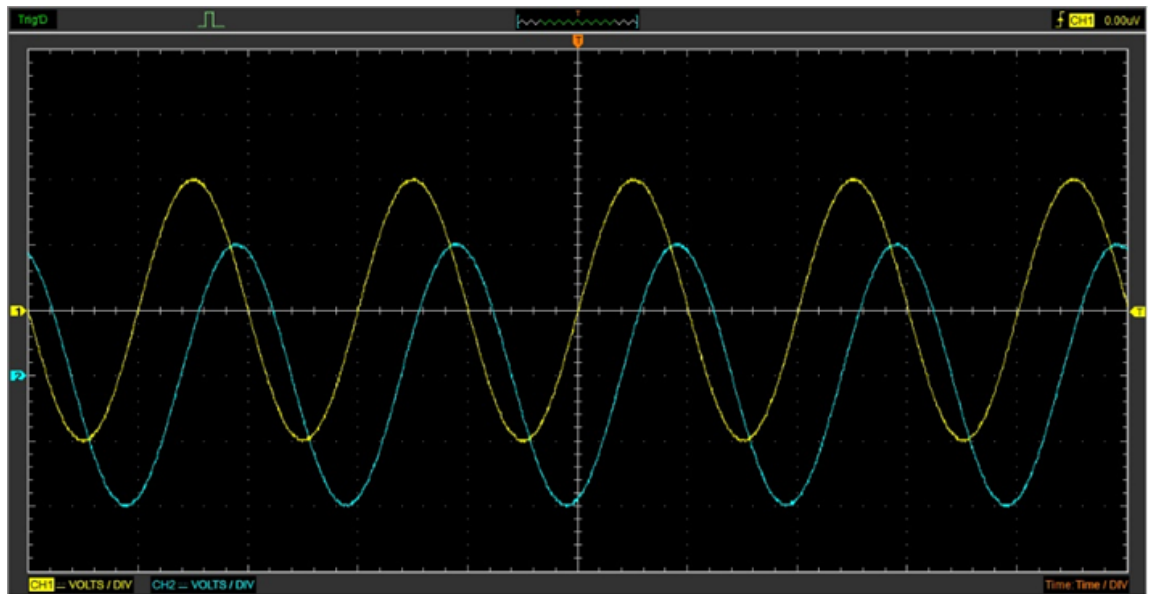 Trig'D T CH1 0.00uV
T
1
T
2
CH1 VOLTS / DIV CH2 VOLTS / DIV Time: Time / DIV